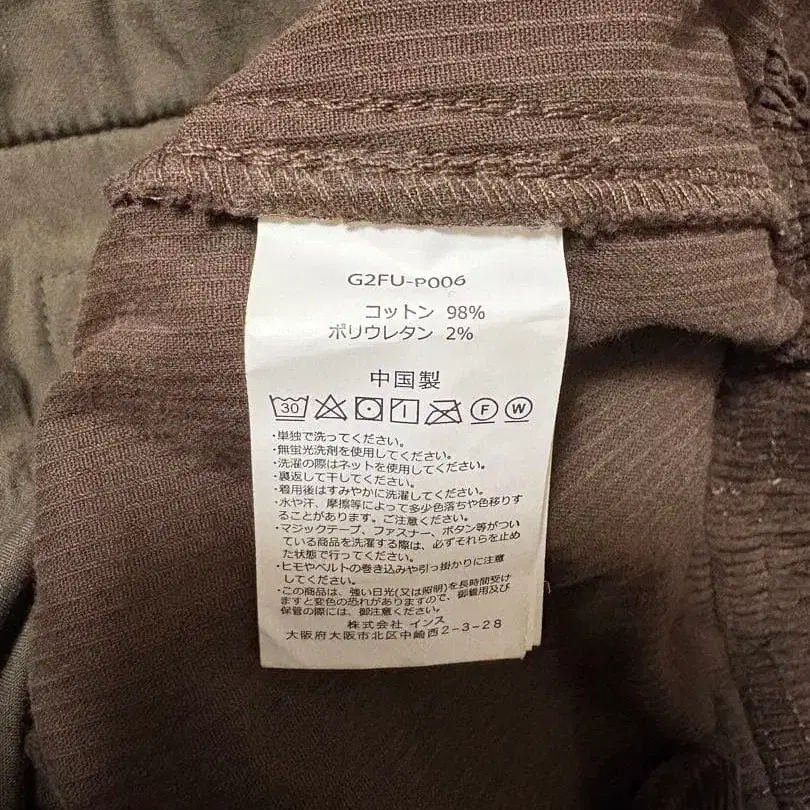 G2FU-P006
コットン 98%
ポリウレタン 2%
中国製
30
F W
・単独で洗ってください。
・無蛍光洗剤を使用してください。
・洗濯の際はネットを使用してください。
・裏返して干してください。
・着用後はすみやかに洗濯してください。
・水や汗、摩擦等によって多少色落ちや色移りす
ることがあります。ご注意ください。
・マジックテープ、ファスナー、ボタン等がつい
ている商品を洗濯する際は、必ずそれらを止め
た状態で行ってください。
・ヒモやベルトの巻き込みや引っ掛かりに注意
してください。
・この商品は、強い日光(又は照明)を長時間受け
ますと変色の恐れがありますので、御着用及び
保管の際には、御注意ください。
株式会社 インス
大阪府大阪市北区中崎西2-3-28